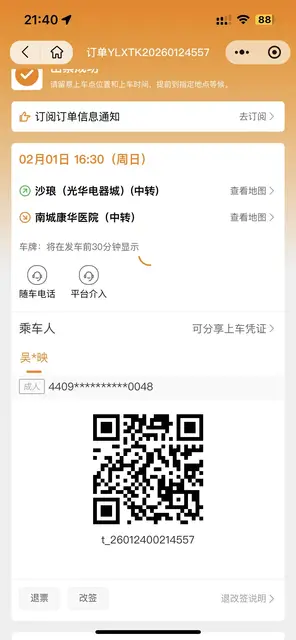 21:40
88
订单YLXTK20260124557
请留意上车点位置和上车时间，提前到指定地点等候。
订阅订单信息通知
去订阅
02月01日 16:30（周日）
沙琅（光华电器城）(中转)
查看地图
南城康华医院（中转）
查看地图
车牌：将在发车前30分钟显示
随车电话
平台介入
乘车人
可分享上车凭证
吴*映
成人
4409**********0048
t_26012400214557
退票
改签
退改签说明